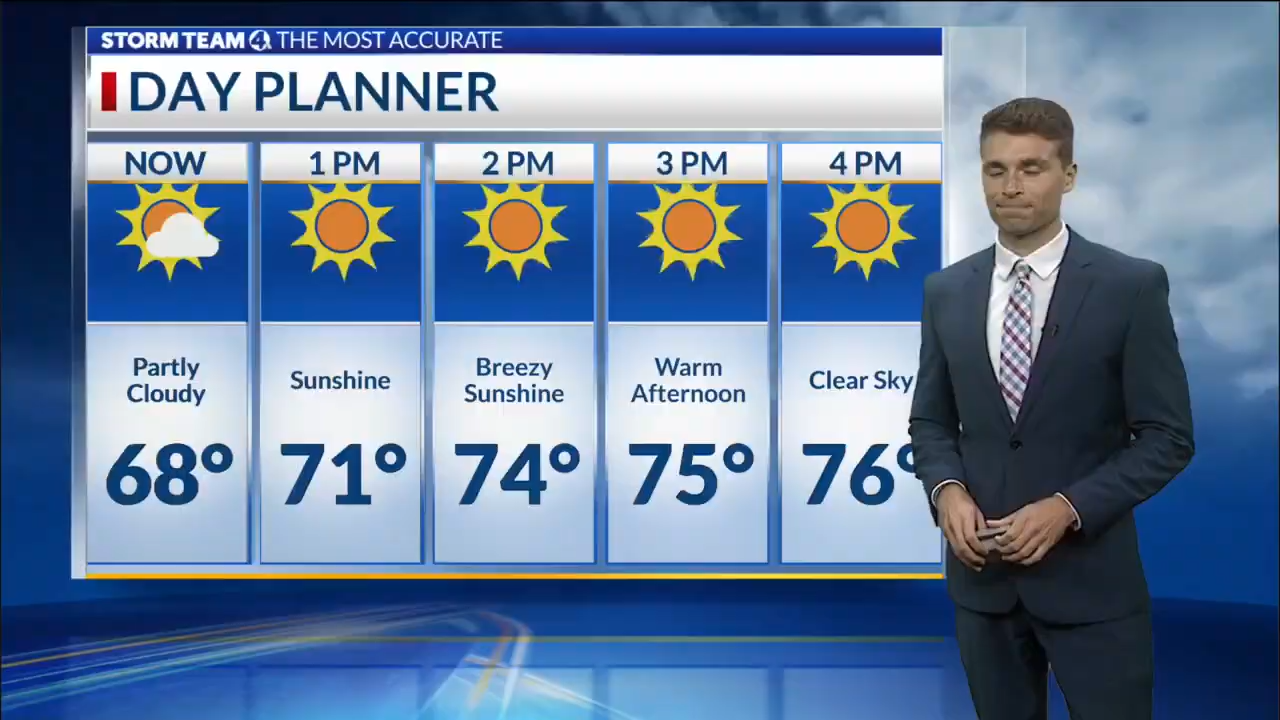 STORM TEAM 4 THE MOST ACCURATE
DAY PLANNER
NOW
Partly
Cloudy
68°
1 PM
Sunshine
71°
2 PM
Breezy
Sunshine
74°
3 PM
Warm
Afternoon
75°
4 PM
Clear Sky
76°